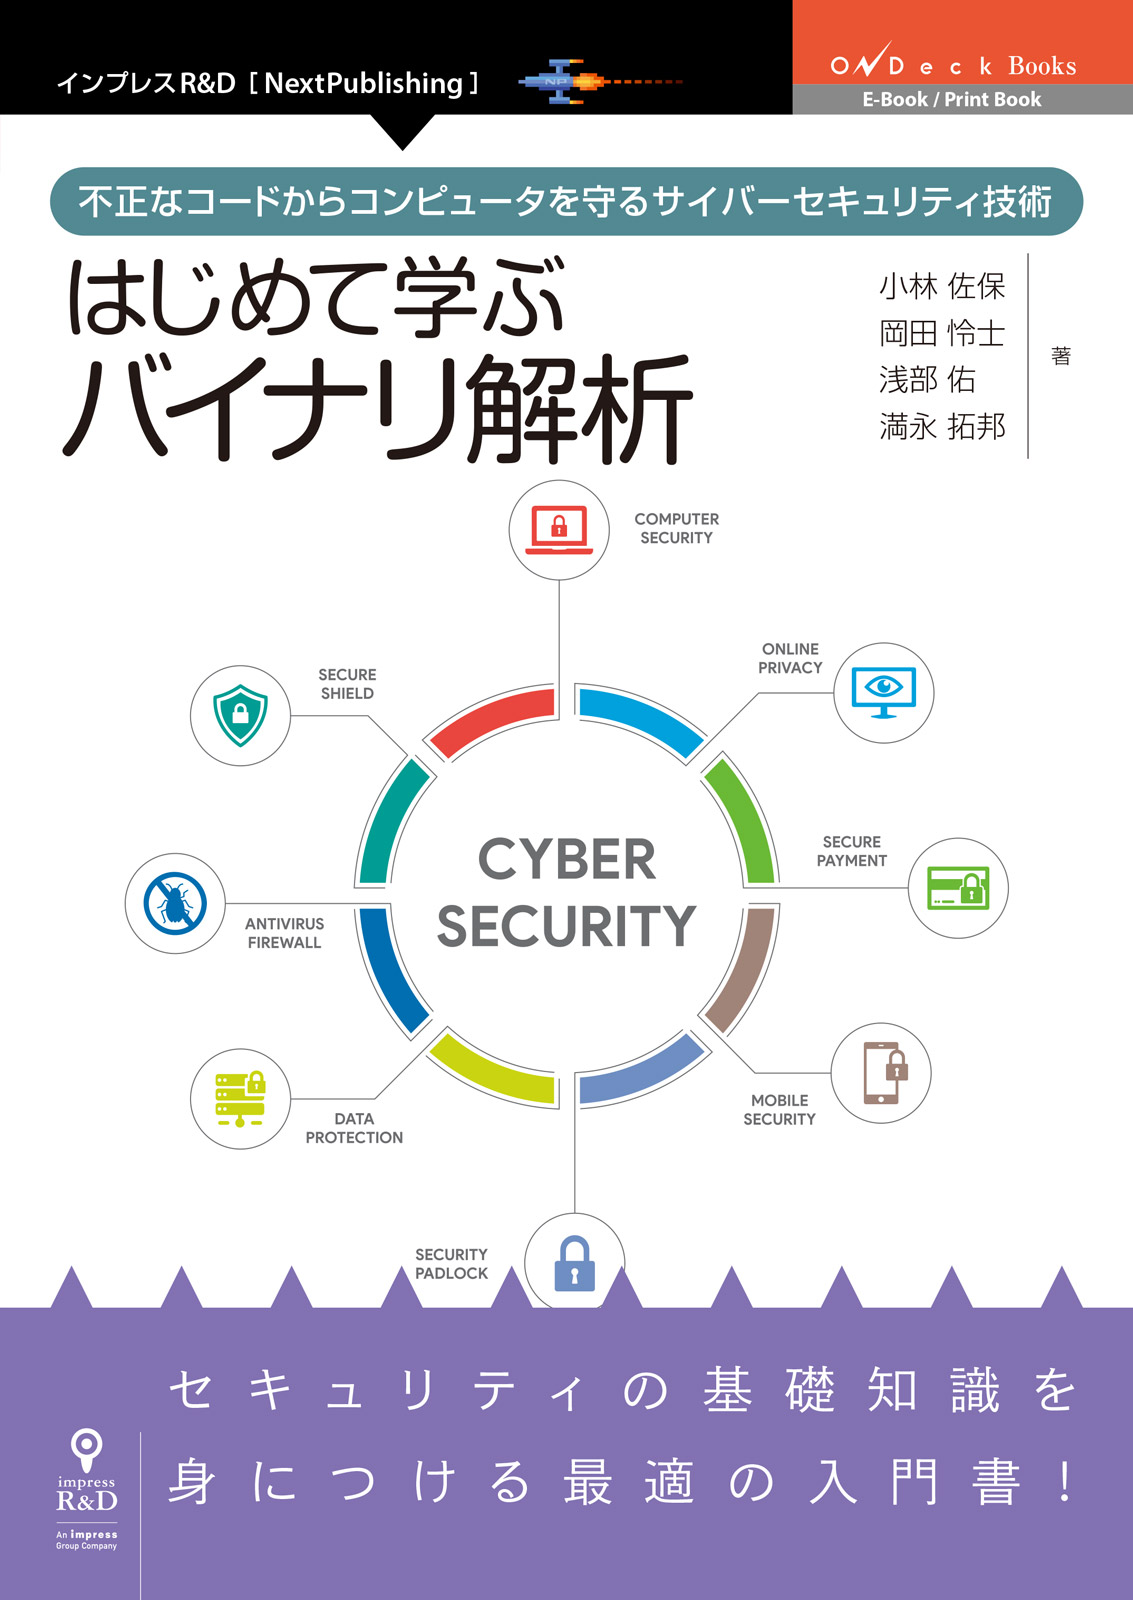 インプレスR&D [ NextPublishing ]
NP
ONDeck Books
E-Book / Print Book
不正なコードからコンピュータを守るサイバーセキュリティ技術
はじめて学ぶ
バイナリ解析
小林 佐保
岡田 怜士
浅部 佑
満永 拓邦
著
COMPUTER
SECURITY
ONLINE
PRIVACY
SECURE
SHIELD
SECURE
PAYMENT
CYBER
SECURITY
ANTIVIRUS
FIREWALL
MOBILE
SECURITY
DATA
PROTECTION
SECURITY
PADLOCK
セキュリティの基礎知識を
身につける最適の入門書！
impress
R&D
An impress
Group Company